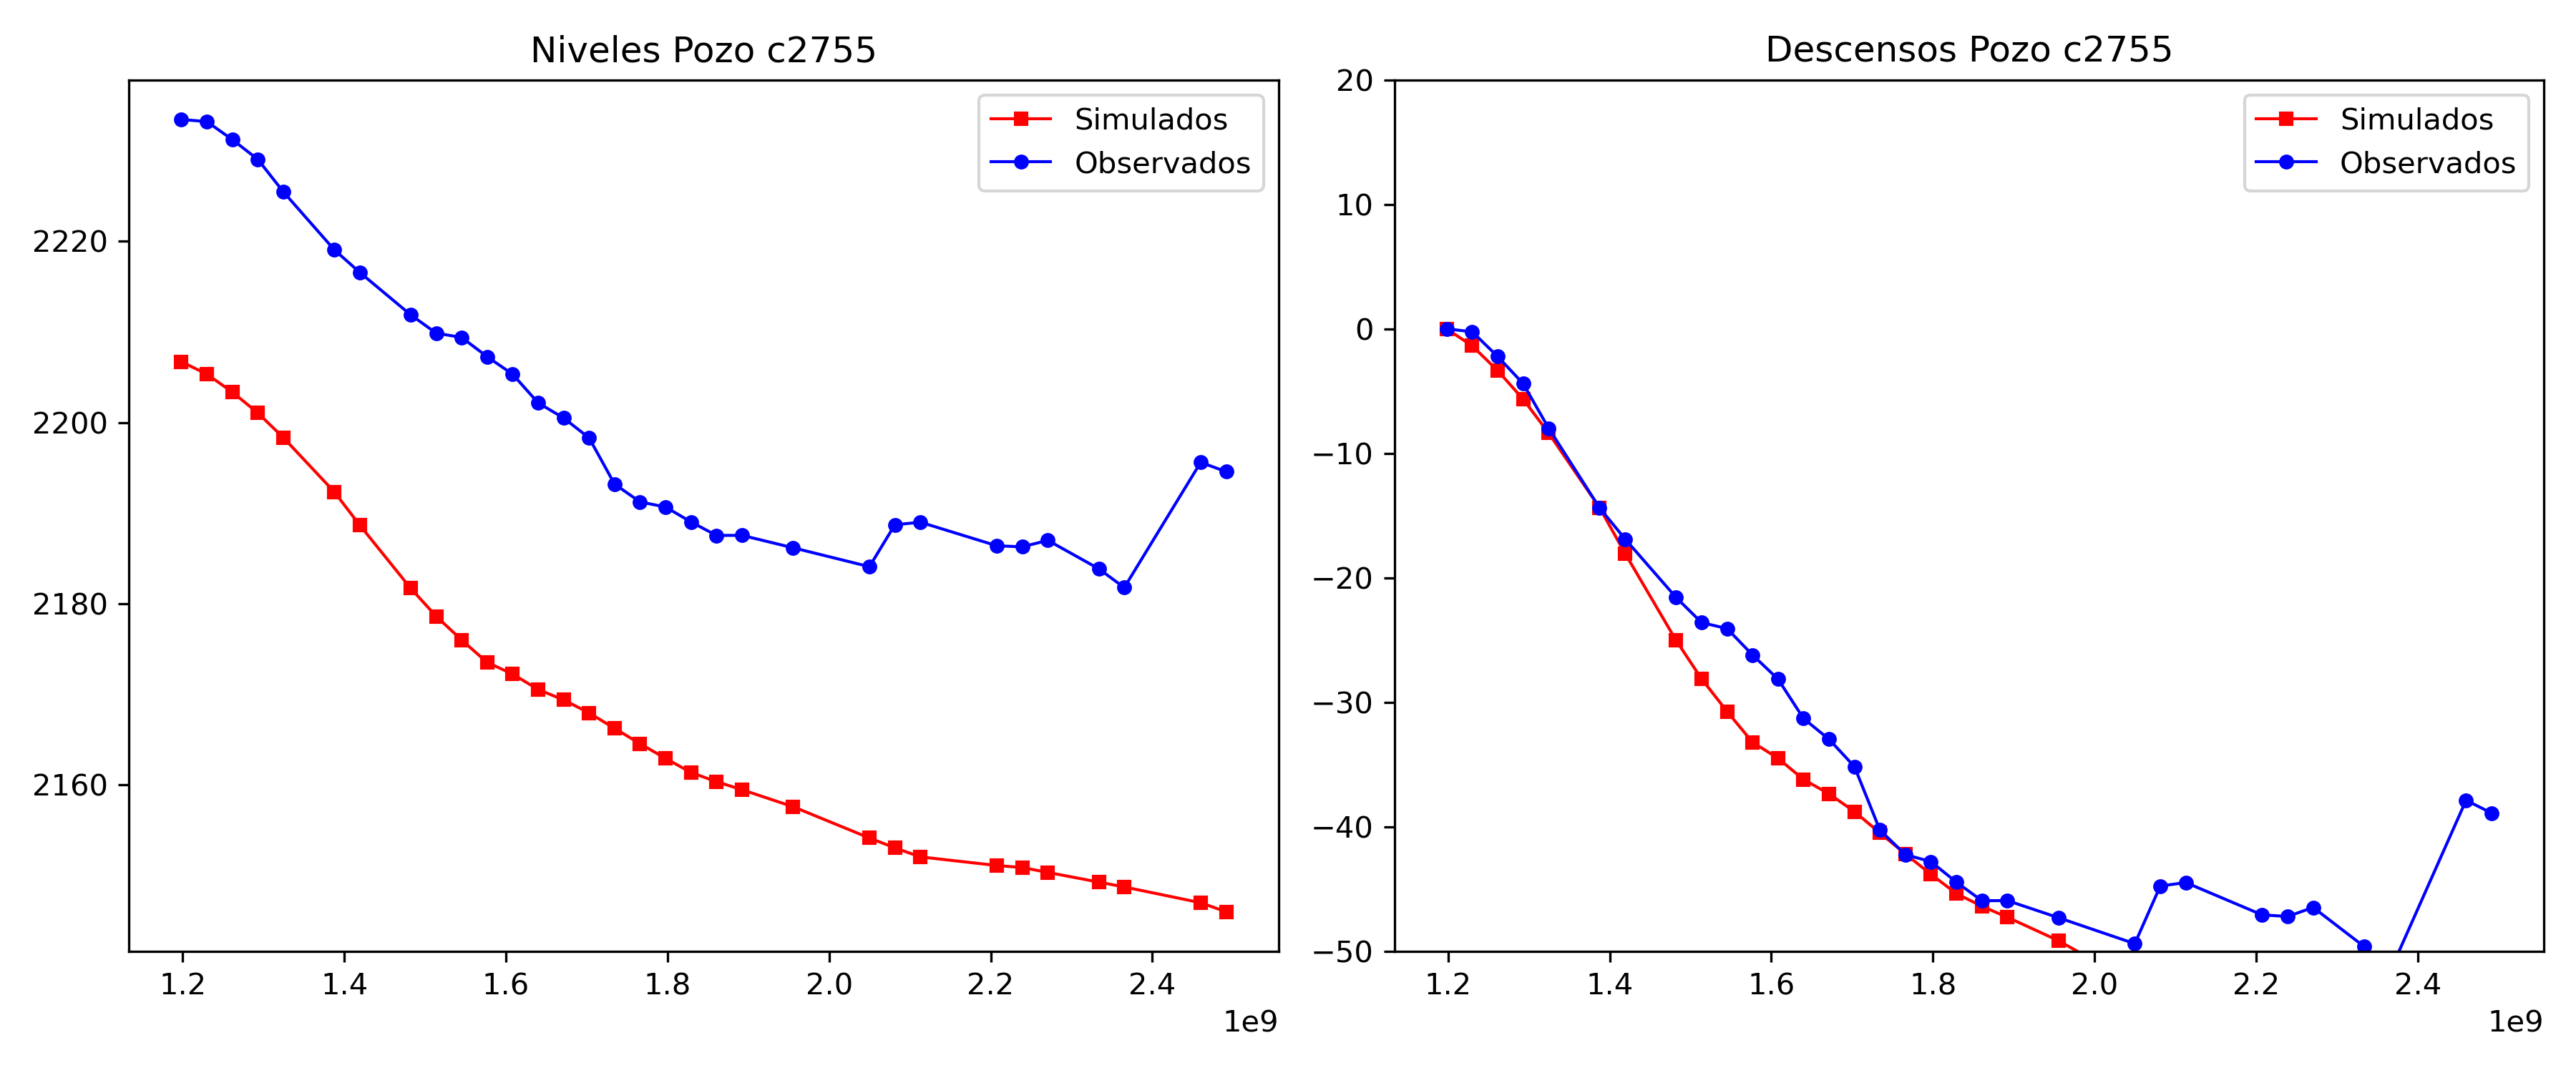 Niveles Pozo c2755
Simulados
Observados
2220
2200
2180
2160
1.2 1.4 1.6 1.8 2.0 2.2 2.4
1e9
Descensos Pozo c2755
Simulados
Observados
20
10
0
−10
−20
−30
−40
−50
1.2 1.4 1.6 1.8 2.0 2.2 2.4
1e9